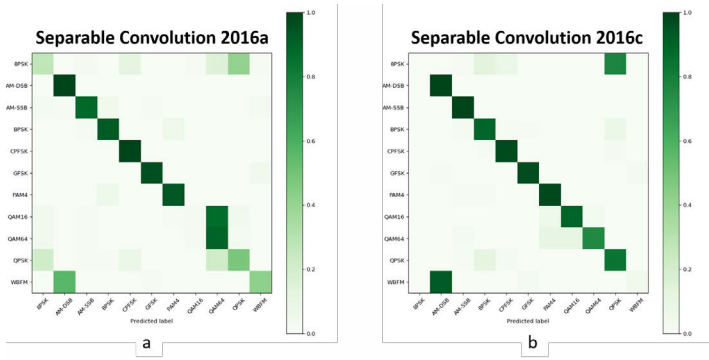 Separable Convolution 2016a
8PSK
AM-DSB
AM-SSB
BPSK
CPFSK
GFSK
PAM4
QAM16
QAM64
QPSK
WBFM
8PSK
AM-DSB
AM-SSB
BPSK
CPFSK
GFSK
PAM4
QAM16
QAM64
QPSK
WBFM
Predicted label
1.0
0.8
0.6
0.4
0.2
0.0
a
Separable Convolution 2016c
8PSK
AM-DSB
AM-SSB
BPSK
CPFSK
GFSK
PAM4
QAM16
QAM64
QPSK
WBFM
8PSK
AM-DSB
AM-SSB
BPSK
CPFSK
GFSK
PAM4
QAM16
QAM64
QPSK
WBFM
Predicted label
1.0
0.8
0.6
0.4
0.2
0.0
b